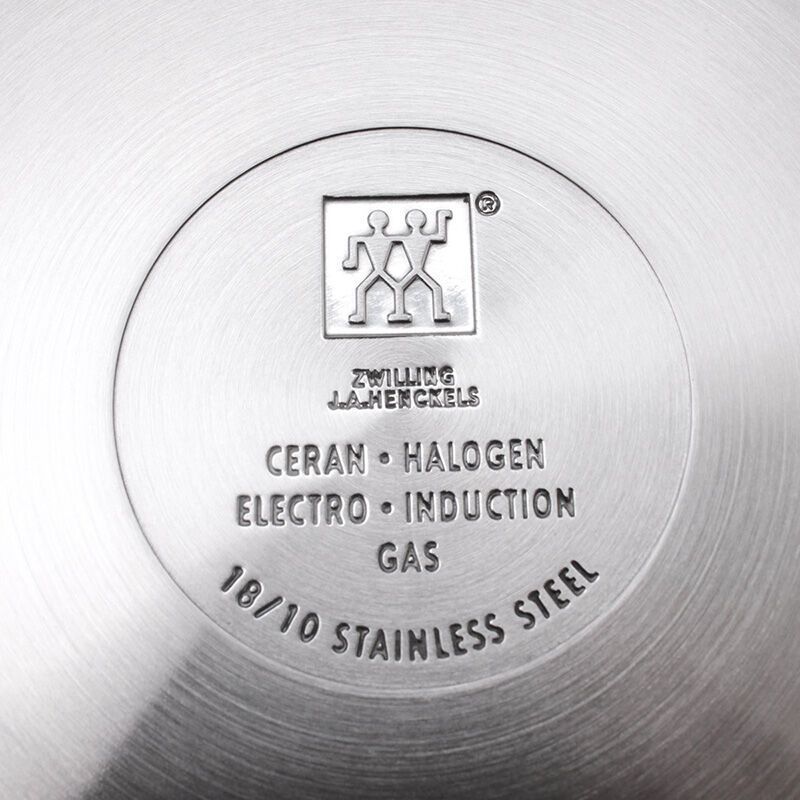 ®
ZWILLING
J.A.HENCKELS
CERAN • HALOGEN
ELECTRO • INDUCTION
GAS
18/10 STAINLESS STEEL